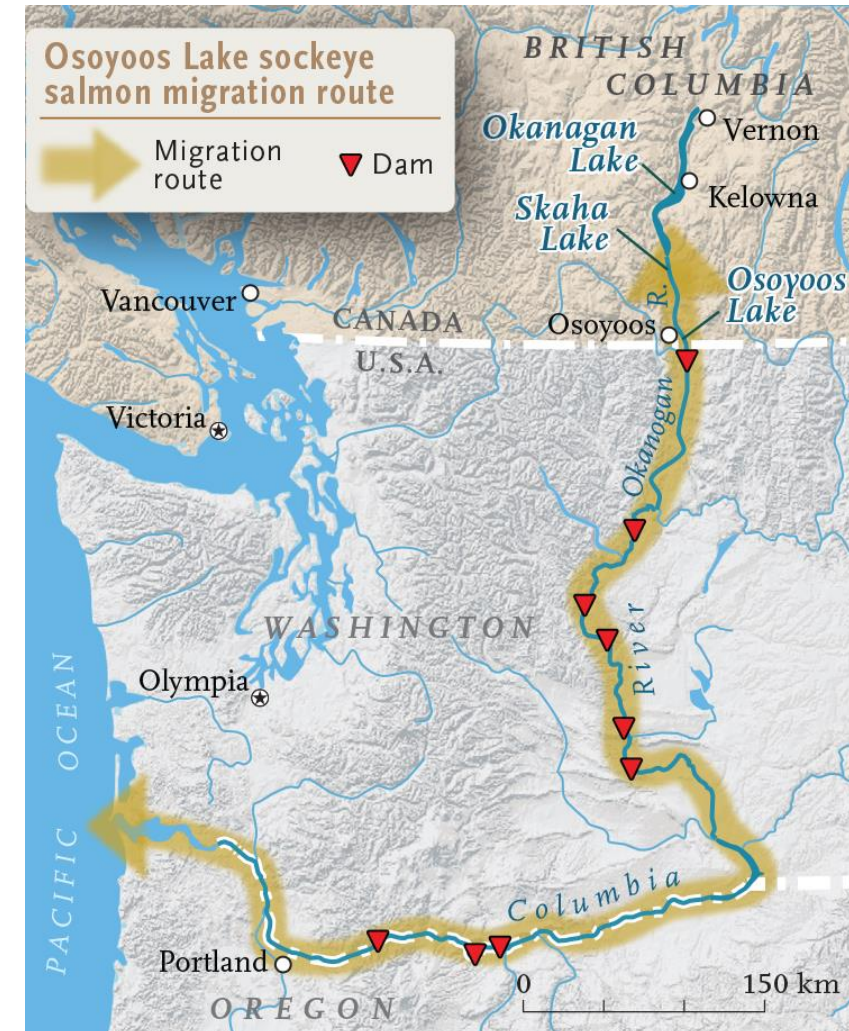 Osoyoos Lake sockeye
salmon migration route
Migration
route
Dam
BRITISH
COLUMBIA
Okanagan
Lake
Vernon
Kelowna
Skaha
Lake
Osoyoos
Lake
Vancouver
CANADA
U.S.A.
Osoyoos
Okanogan R.
Victoria
WASHINGTON
River
Olympia
PACIFIC OCEAN
Columbia
Portland
OREGON
0 150 km